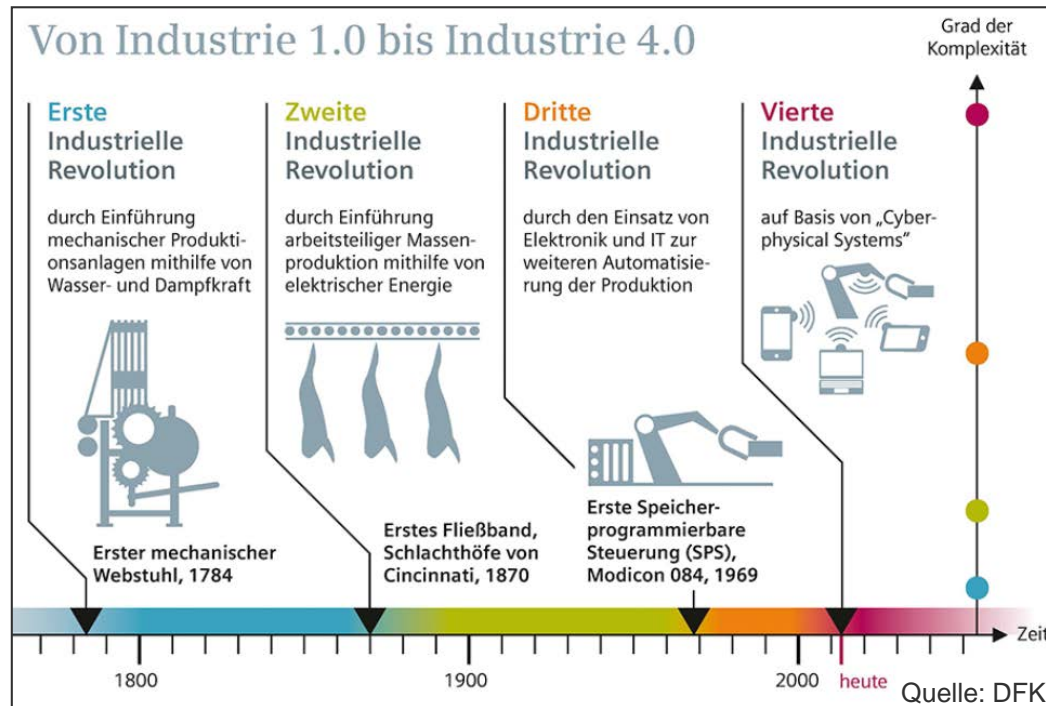 Von Industrie 1.0 bis Industrie 4.0
Grad der
Komplexität
Erste
Industrielle
Revolution
durch Einführung
mechanischer Produkti-
onsanlagen mithilfe von
Wasser- und Dampfkraft
Erster mechanischer
Webstuhl, 1784
Zweite
Industrielle
Revolution
durch Einführung
arbeitsteiliger Massen-
produktion mithilfe von
elektrischer Energie
Erstes Fließband,
Schlachthöfe von
Cincinnati, 1870
Dritte
Industrielle
Revolution
durch den Einsatz von
Elektronik und IT zur
weiteren Automatisie-
rung der Produktion
Erste Speicher-
programmierbare
Steuerung (SPS),
Modicon 084, 1969
Vierte
Industrielle
Revolution
auf Basis von „Cyber-
physical Systems“
Zeit
1800
1900
2000
heute
Quelle: DFK